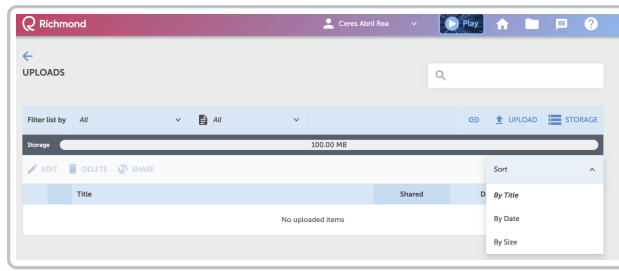 Richmond
Ceres Abril Rea
Play
UPLOADS
Filter list by All All UPLOAD STORAGE
Storage 100.00 MB
EDIT DELETE SHARE Sort
Title Shared D By Title
No uploaded items By Date
By Size